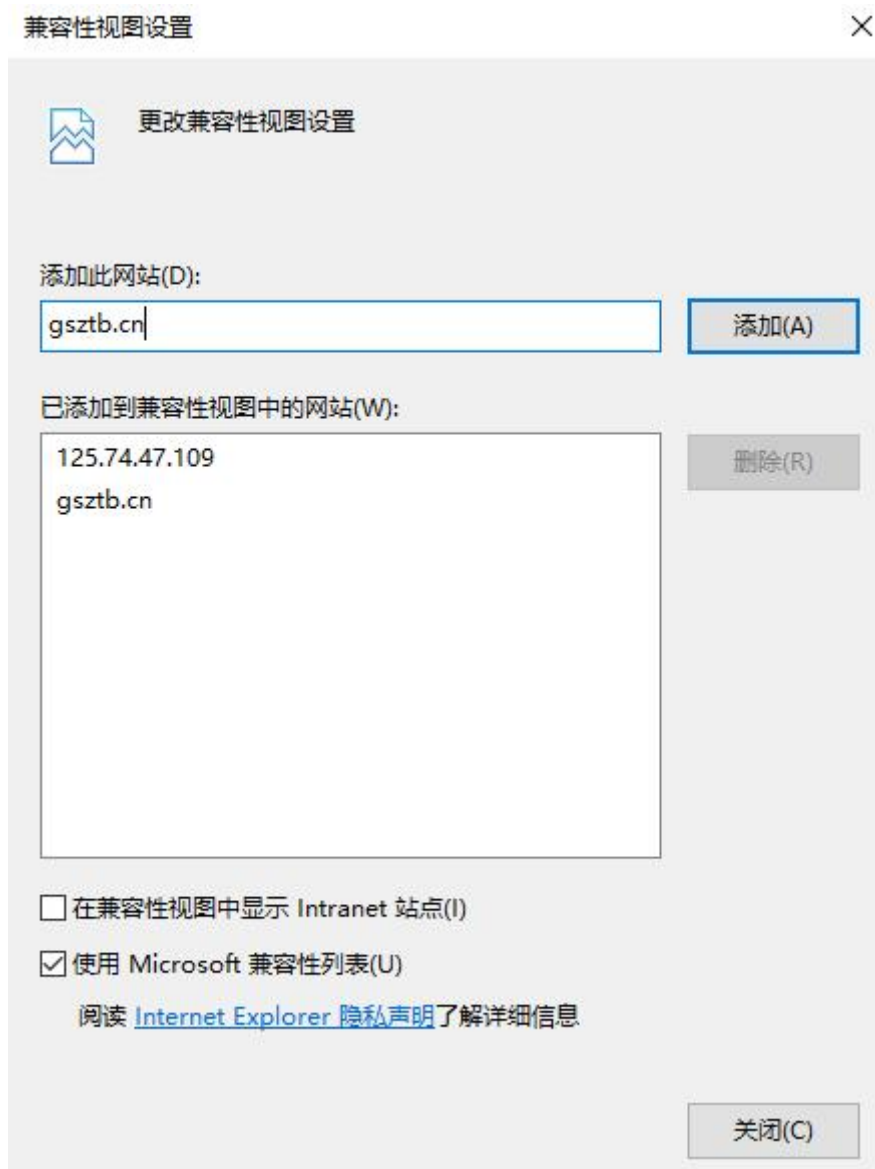 兼容性视图设置
更改兼容性视图设置
添加此网站(D):
gsztb.cn
添加(A)
已添加到兼容性视图中的网站(W):
125.74.47.109
删除(R)
gsztb.cn
在兼容性视图中显示 Intranet 站点(I)
使用 Microsoft 兼容性列表(U)
阅读 Internet Explorer 隐私声明了解详细信息
关闭(C)